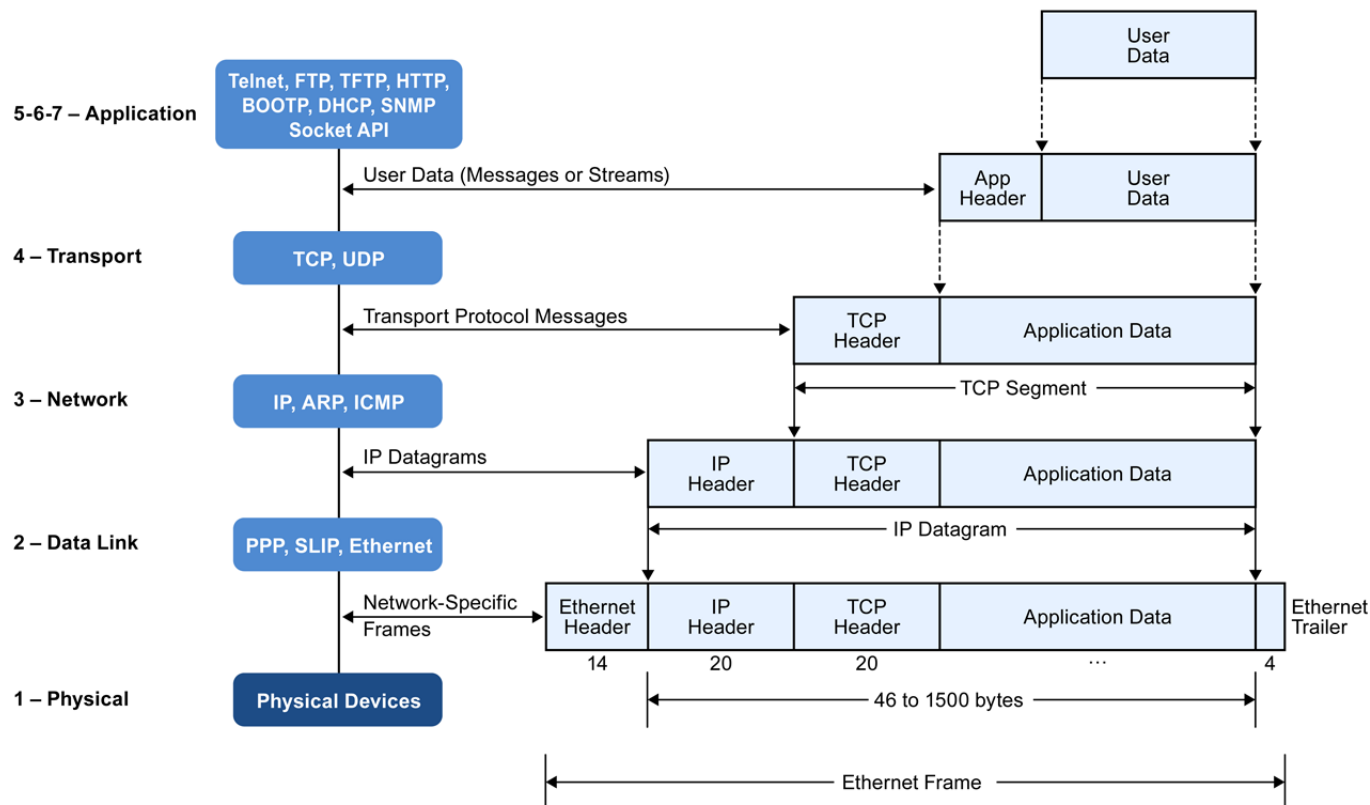 User
Data
Telnet, FTP, TFTP, HTTP,
BOOTP, DHCP, SNMP
Socket API
5-6-7 – Application
User Data (Messages or Streams)
App
Header
User
Data
4 – Transport
TCP, UDP
Transport Protocol Messages
TCP
Header
Application Data
TCP Segment
3 – Network
IP, ARP, ICMP
IP Datagrams
IP
Header
TCP
Header
Application Data
IP Datagram
2 – Data Link
PPP, SLIP, Ethernet
Network-Specific
Frames
Ethernet
Header
IP
Header
TCP
Header
Application Data
Ethernet
Trailer
14
20
20
...
4
1 – Physical
Physical Devices
46 to 1500 bytes
Ethernet Frame